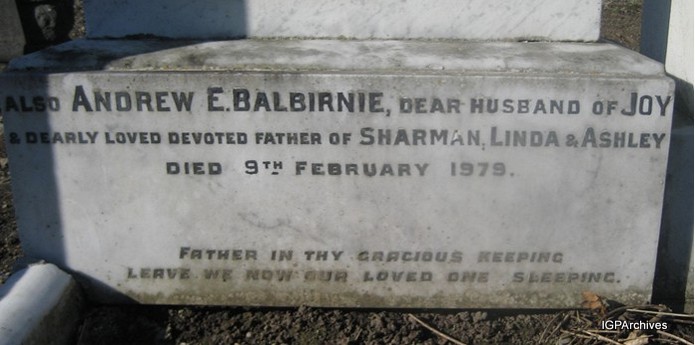 ALSO ANDREW E. BALBIRNIE, DEAR HUSBAND OF JOY
& DEARLY LOVED DEVOTED FATHER OF SHARMAN, LINDA & ASHLEY
DIED 9TH FEBRUARY 1979.
FATHER IN THY GRACIOUS KEEPING
LEAVE WE NOW OUR LOVED ONE SLEEPING.
IGPArchives